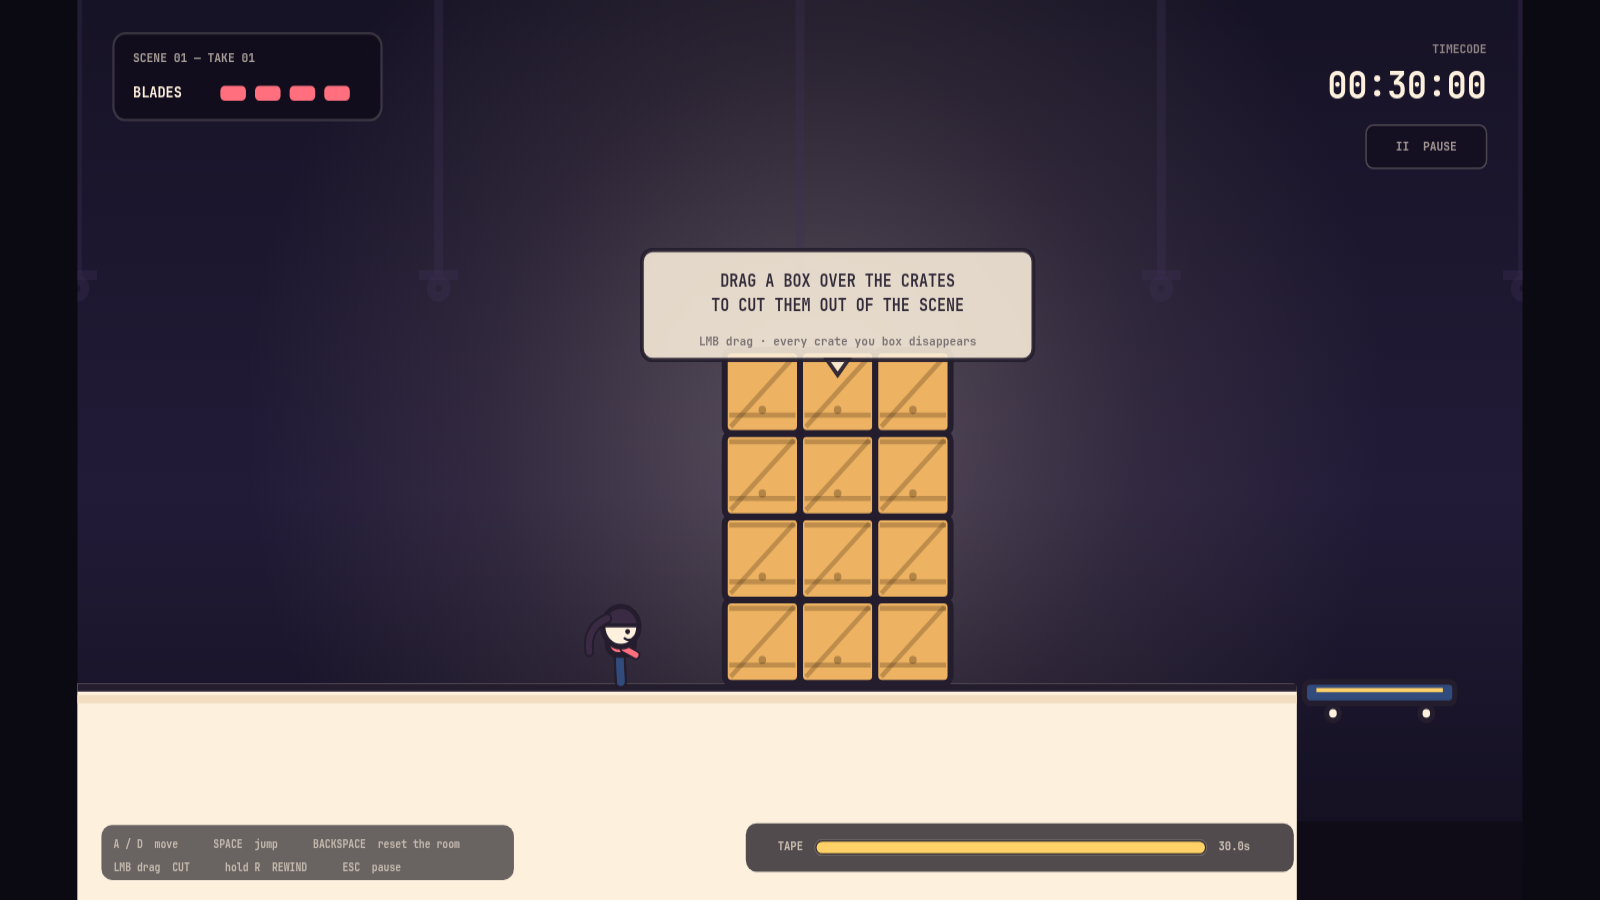 SCENE 01 — TAKE 01
BLADES
TIMECODE
00:30:00
II PAUSE
DRAG A BOX OVER THE CRATES
TO CUT THEM OUT OF THE SCENE
LMB drag · every crate you box disappears
A / D move SPACE jump BACKSPACE reset the room
LMB drag CUT hold R REWIND ESC pause
TAPE 30.0s